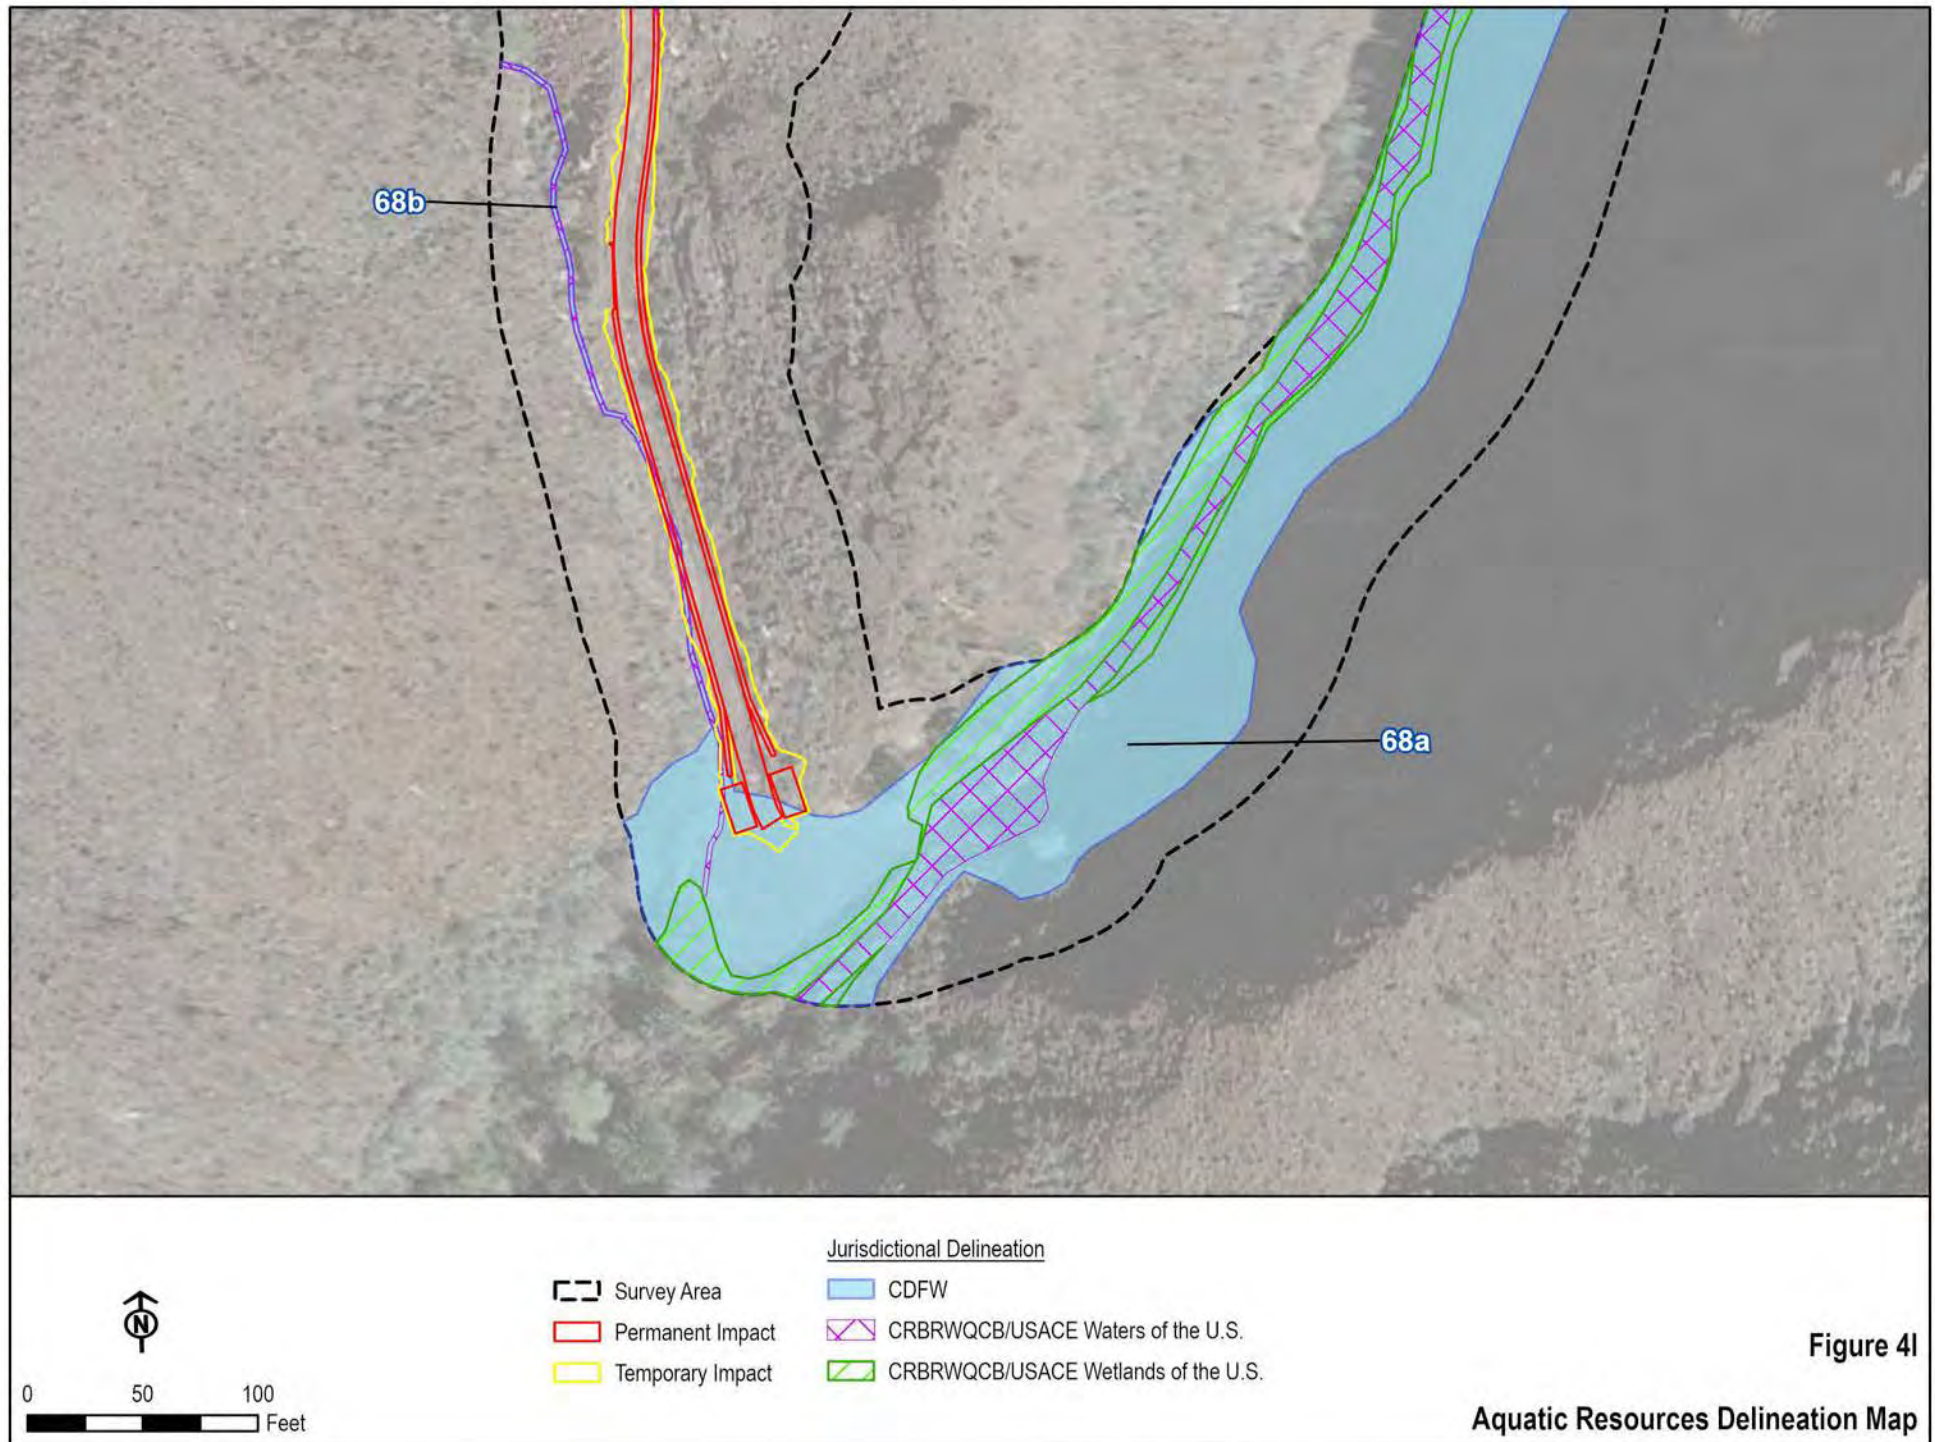 68b
68a
Jurisdictional Delineation
Survey Area
CDFW
Permanent Impact
CRBRWQCB/USACE Waters of the U.S.
Temporary Impact
CRBRWQCB/USACE Wetlands of the U.S.
N
0 50 100
Feet
Figure 4l
Aquatic Resources Delineation Map